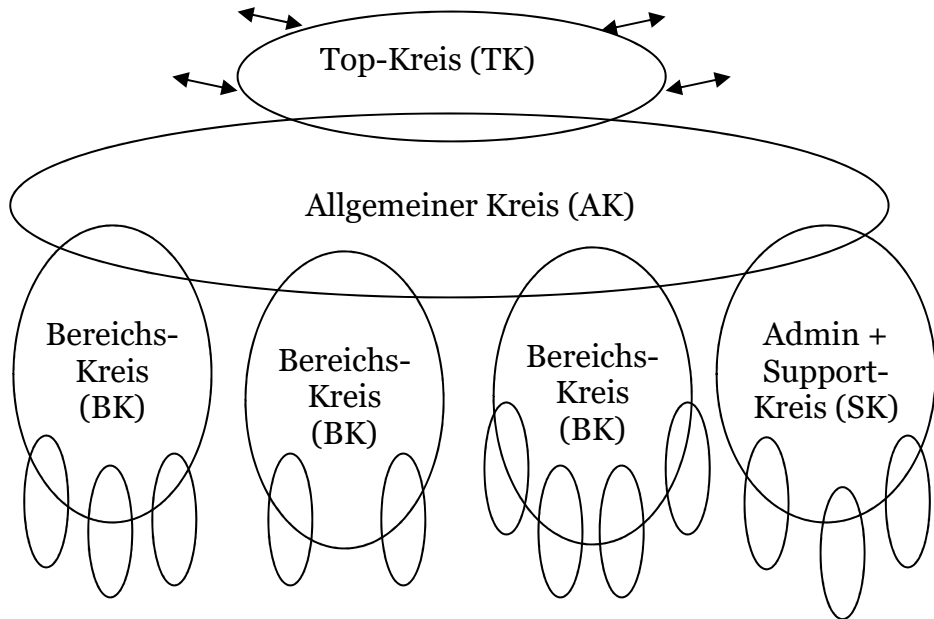 Top-Kreis (TK)
Allgemeiner Kreis (AK)
Bereichs-
Kreis
(BK)
Bereichs-
Kreis
(BK)
Bereichs-
Kreis
(BK)
Admin +
Support-
Kreis (SK)